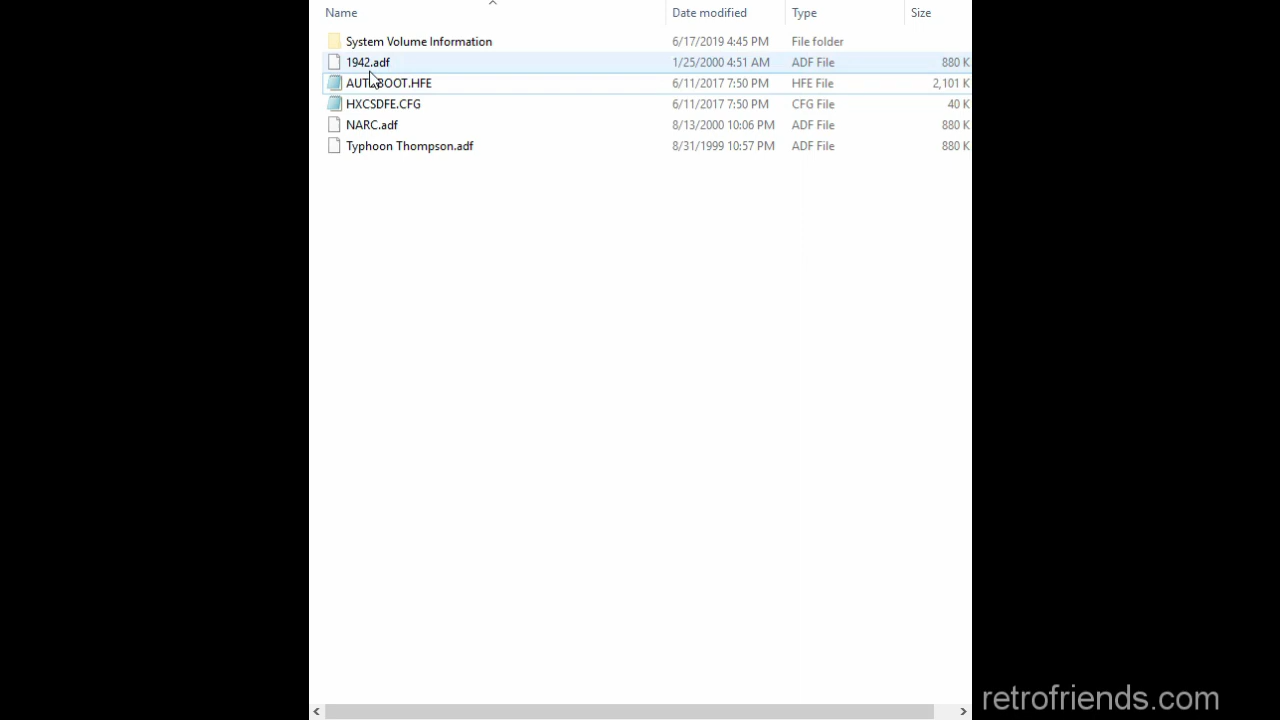 Name Date modified Type Size
System Volume Information 6/17/2019 4:45 PM File folder
1942.adf 1/25/2000 4:51 AM ADF File 880 K
AUTOBOOT.HFE 6/11/2017 7:50 PM HFE File 2,101 K
HXCSDFE.CFG 6/11/2017 7:50 PM CFG File 40 K
NARC.adf 8/13/2000 10:06 PM ADF File 880 K
Typhoon Thompson.adf 8/31/1999 10:57 PM ADF File 880 K
retrofriends.com